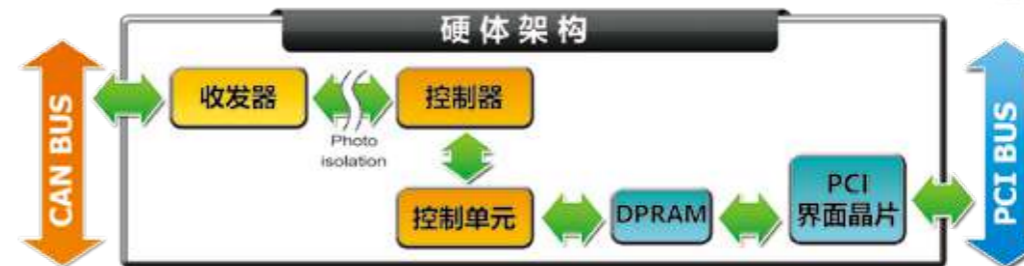 硬体架构
CAN BUS
收发器
Photo
isolation
控制器
控制单元
DPRAM
PCI
界面晶片
PCI BUS